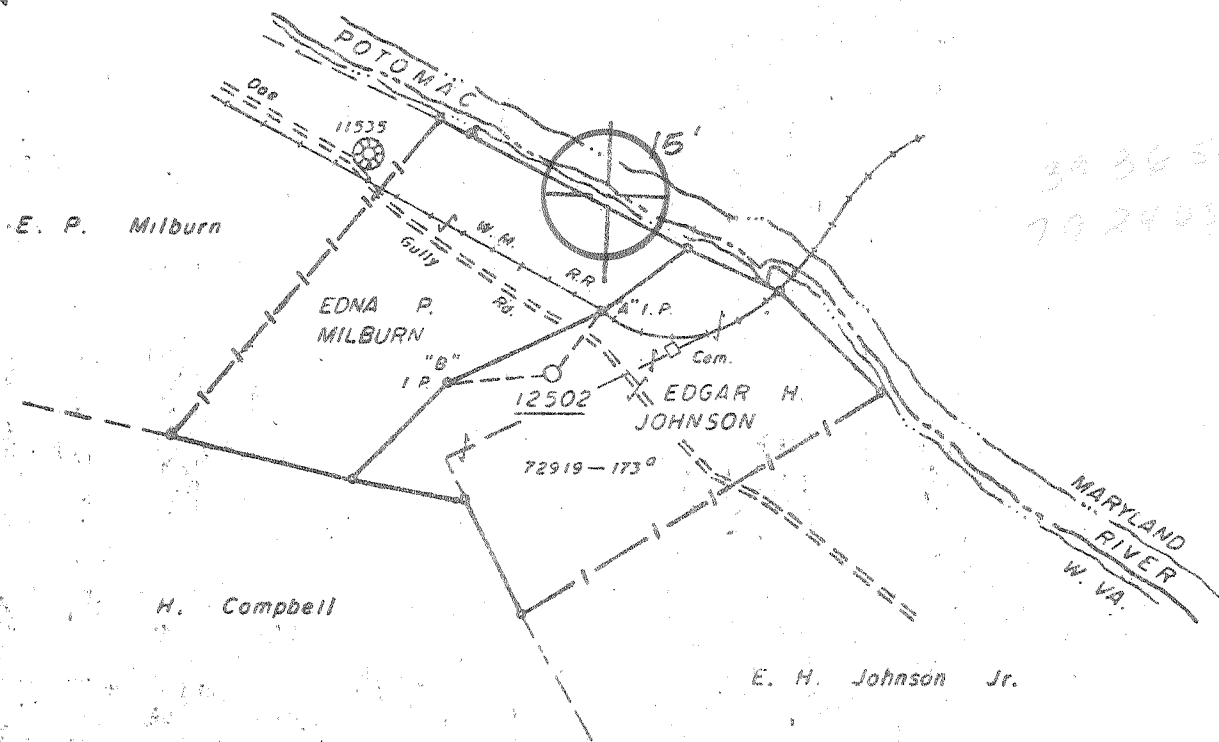 POTOMAC
Doe
11535
15'
E. P. Milburn
W. M.
R.R.
Gully
Rd.
"A" I.P.
EDNA P.
MILBURN
"B"
I.P.
Cem.
12502
EDGAR H.
JOHNSON
72919-173a
MARYLAND
RIVER
W. VA.
H. Campbell
E. H. Johnson Jr.